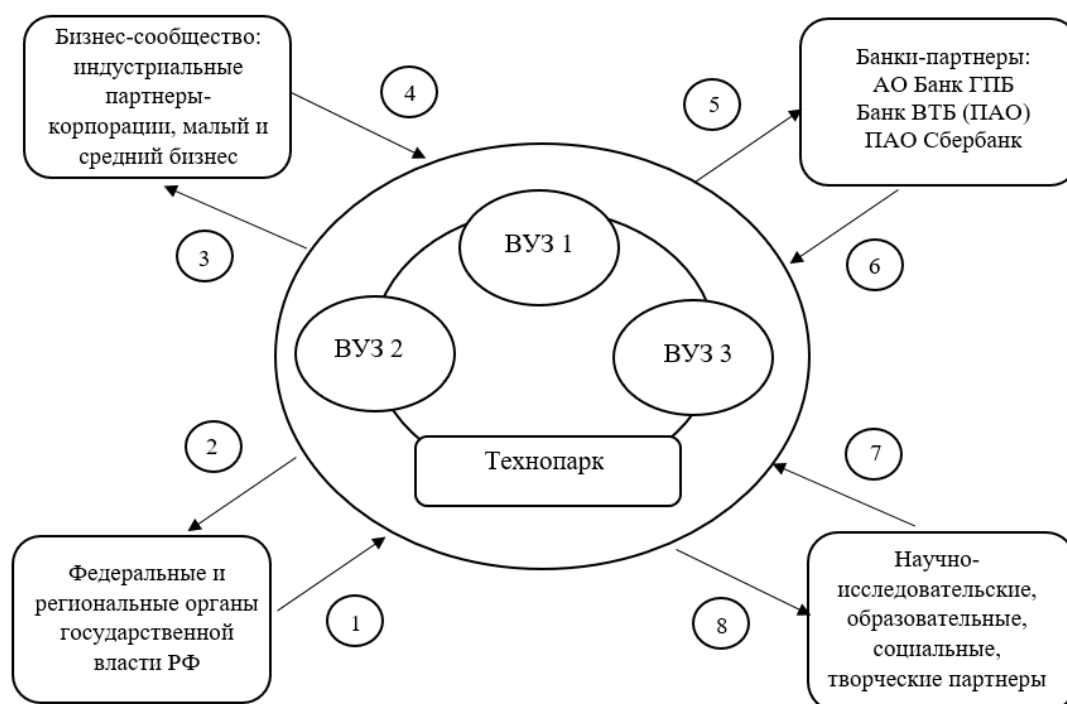 Бизнес-сообщество:
индустриальные
партнеры-
корпорации, малый и
средний бизнес
4
5
Банки-партнеры:
АО Банк ГПБ
Банк ВТБ (ПАО)
ПАО Сбербанк
3
6
ВУЗ 1
ВУЗ 2
ВУЗ 3
Технопарк
2
7
Федеральные и
региональные органы
государственной
власти РФ
1
8
Научно-
исследовательские,
образовательные,
социальные,
творческие партнеры